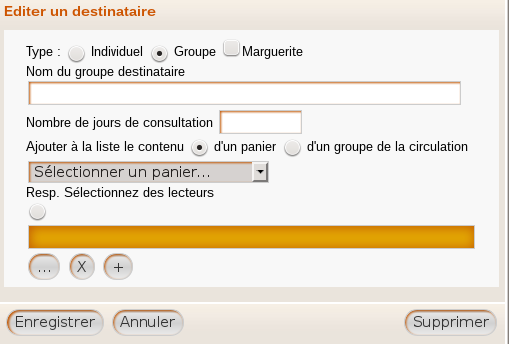 Editer un destinataire
Type : Individuel Groupe Marguerite
Nom du groupe destinataire
Nombre de jours de consultation
Ajouter à la liste le contenu d'un panier d'un groupe de la circulation
Sélectionner un panier...
Resp. Sélectionnez des lecteurs
... X +
Enregistrer Annuler Supprimer